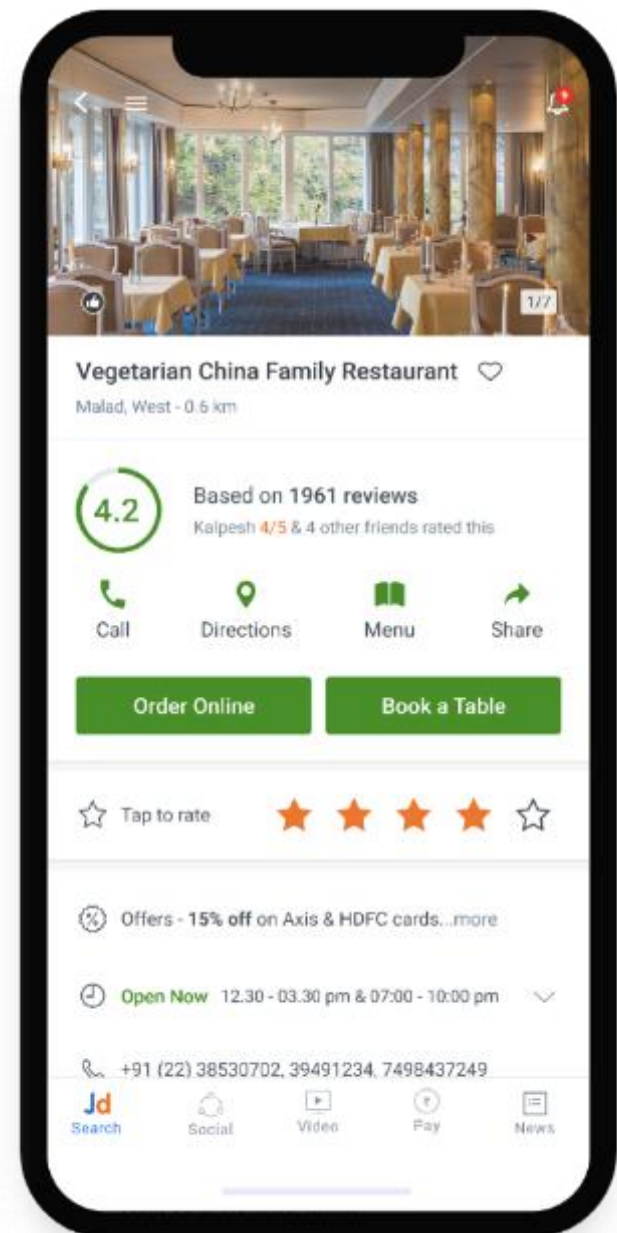 1/7
Vegetarian China Family Restaurant
Malad, West - 0.6 km
4.2
Based on 1961 reviews
Kalpesh 4/5 & 4 other friends rated this
Call Directions Menu Share
Order Online Book a Table
Tap to rate
Offers - 15% off on Axis & HDFC cards...more
Open Now 12.30 - 03.30 pm & 07:00 - 10:00 pm
+91 (22) 38530702, 39491234, 7498437249
Jd
Search Social Video Pay News